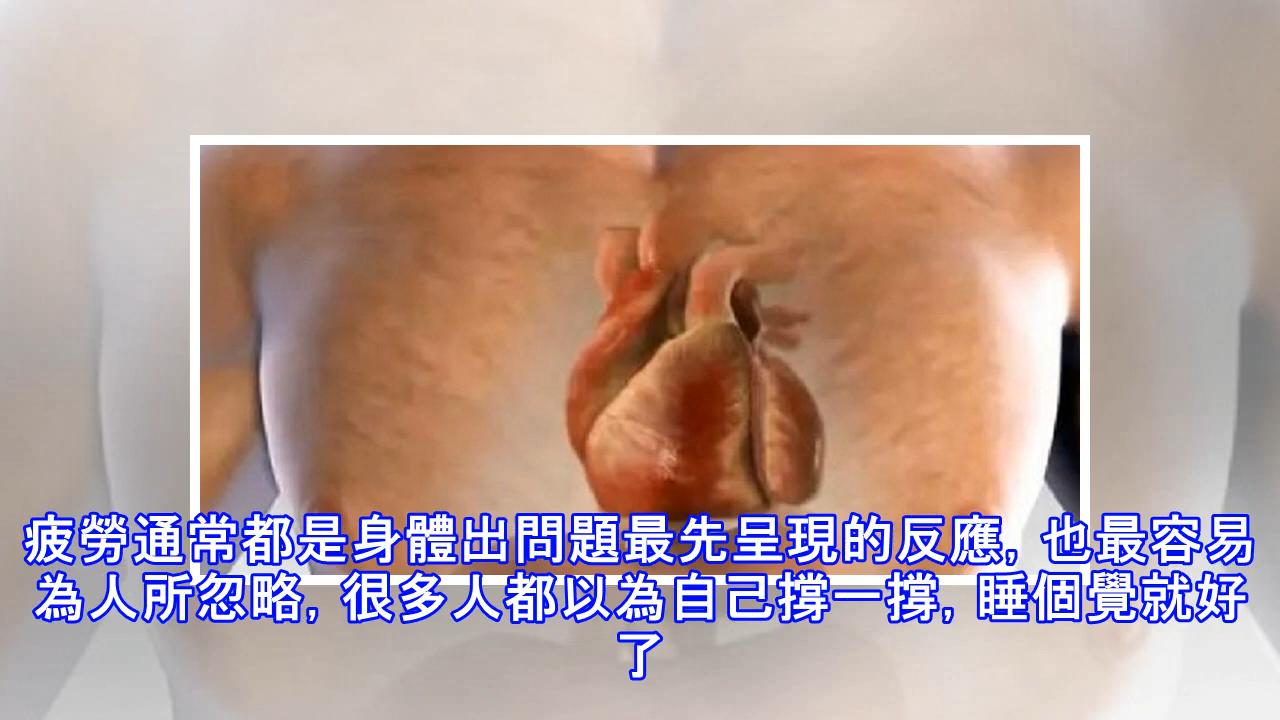 疲勞通常都是身體出問題最先呈現的反應, 也最容易
為人所忽略, 很多人都以為自己撐一撐, 睡個覺就好
了